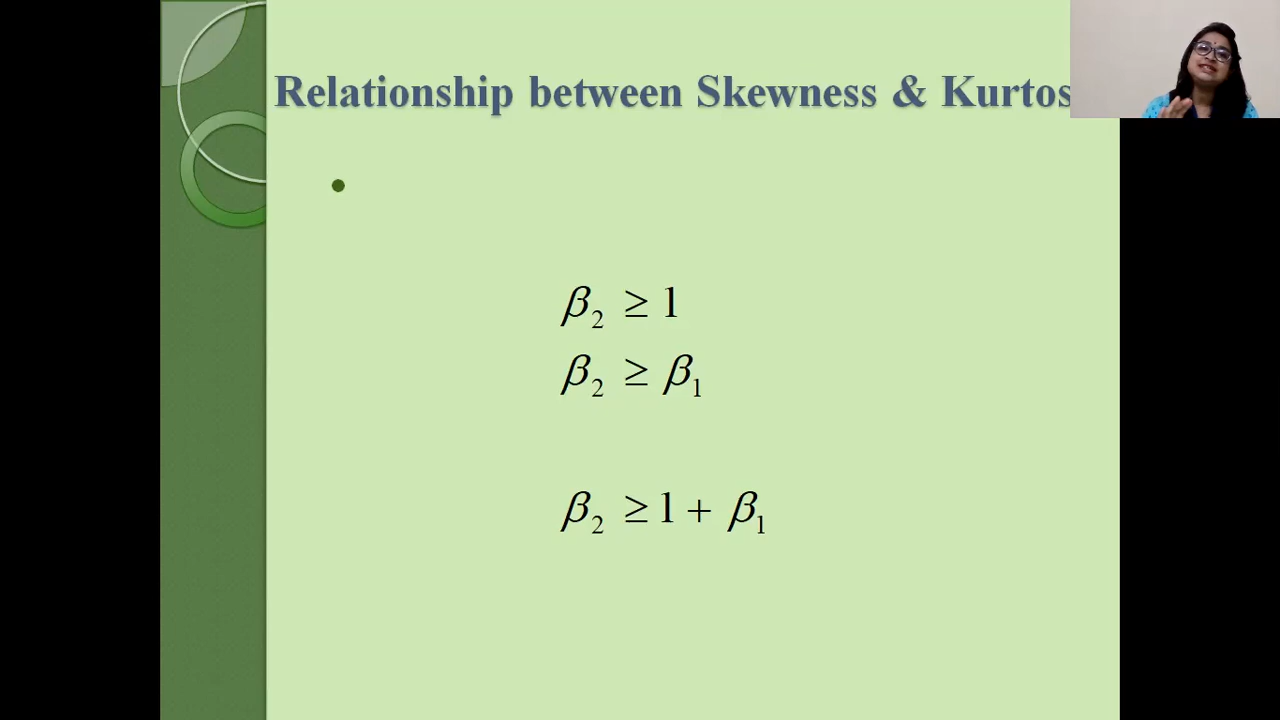 Relationship between Skewness & Kurtos
β₂ ≥ 1
β₂ ≥ β₁
β₂ ≥ 1 + β₁